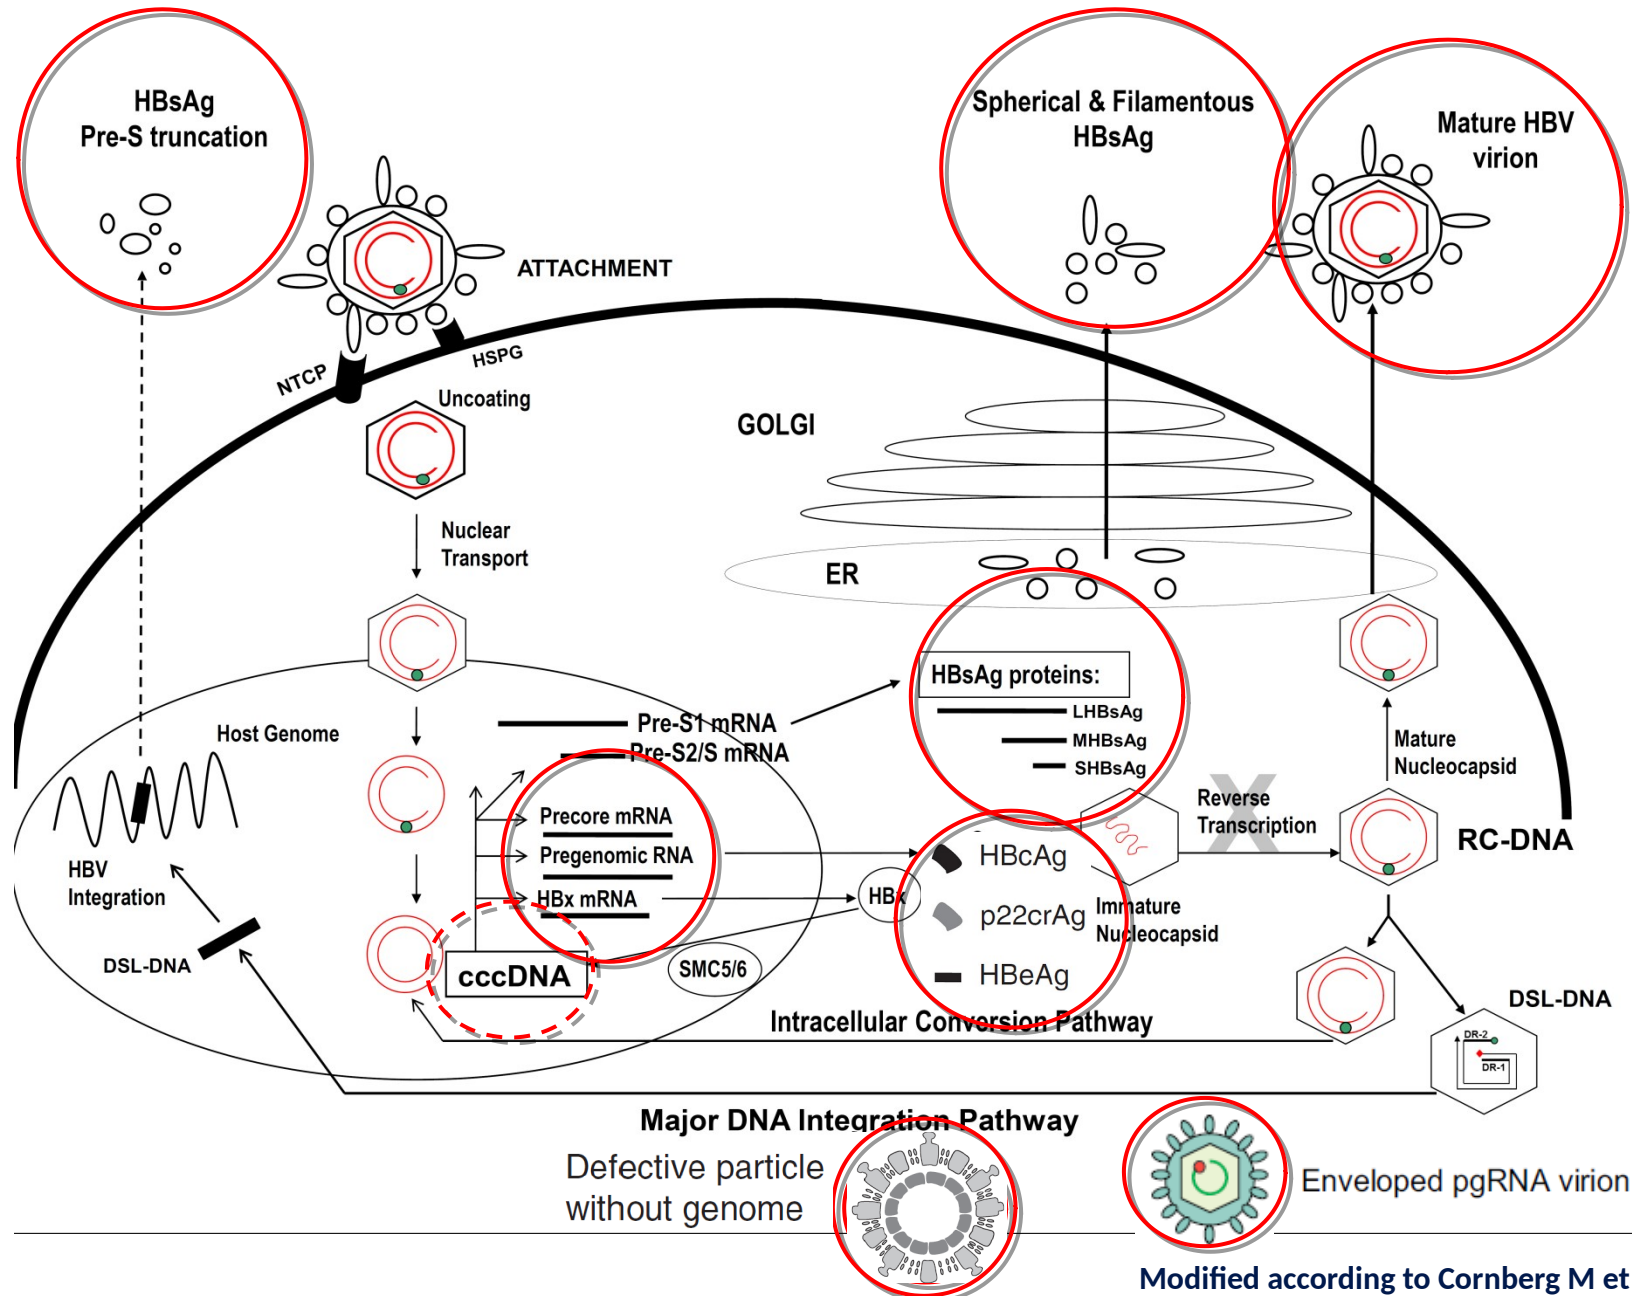 HBsAg
Pre-S truncation
Spherical & Filamentous
HBsAg
Mature HBV
virion
ATTACHMENT
NTCP
HSPG
Uncoating
GOLGI
Nuclear
Transport
ER
HBsAg proteins:
LHBsAg
MHBsAg
SHBsAg
Host Genome
Pre-S1 mRNA
Pre-S2/S mRNA
Precore mRNA
Pregenomic RNA
HBx mRNA
HBV
Integration
DSL-DNA
cccDNA
SMC5/6
HBx
HBcAg
p22crAg
HBeAg
Immature
Nucleocapsid
X
Reverse
Transcription
Mature
Nucleocapsid
RC-DNA
DSL-DNA
DR-2
DR-1
Intracellular Conversion Pathway
Major DNA Integration Pathway
Defective particle
without genome
Enveloped pgRNA virion
Modified according to Cornberg M et